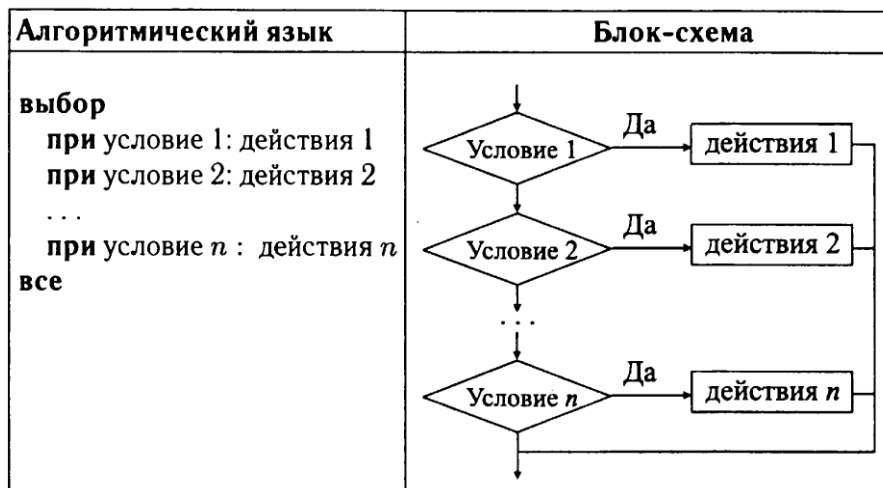 Алгоритмический язык
Блок-схема
выбор
при условие 1: действия 1
при условие 2: действия 2
. . .
при условие n : действия n
все
Условие 1
Да
действия 1
Условие 2
Да
действия 2
. . .
Условие n
Да
действия n